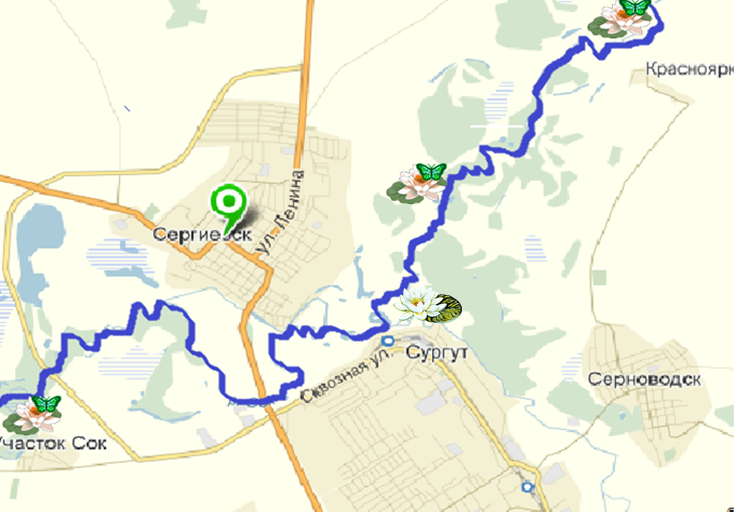 Красноярк
Сергиевск
ул. Ленина
Сургут
Сквозная ул.
Серноводск
Участок Сок